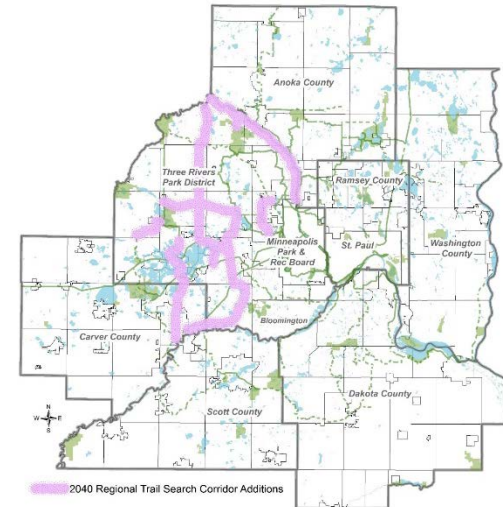 Anoka County
Three Rivers
Park District
Ramsey County
Minneapolis
Park &
Rec Board
St. Paul
Washington
County
Bloomington
Carver County
Scott County
Dakota County
N
W
E
S
2040 Regional Trail Search Corridor Additions